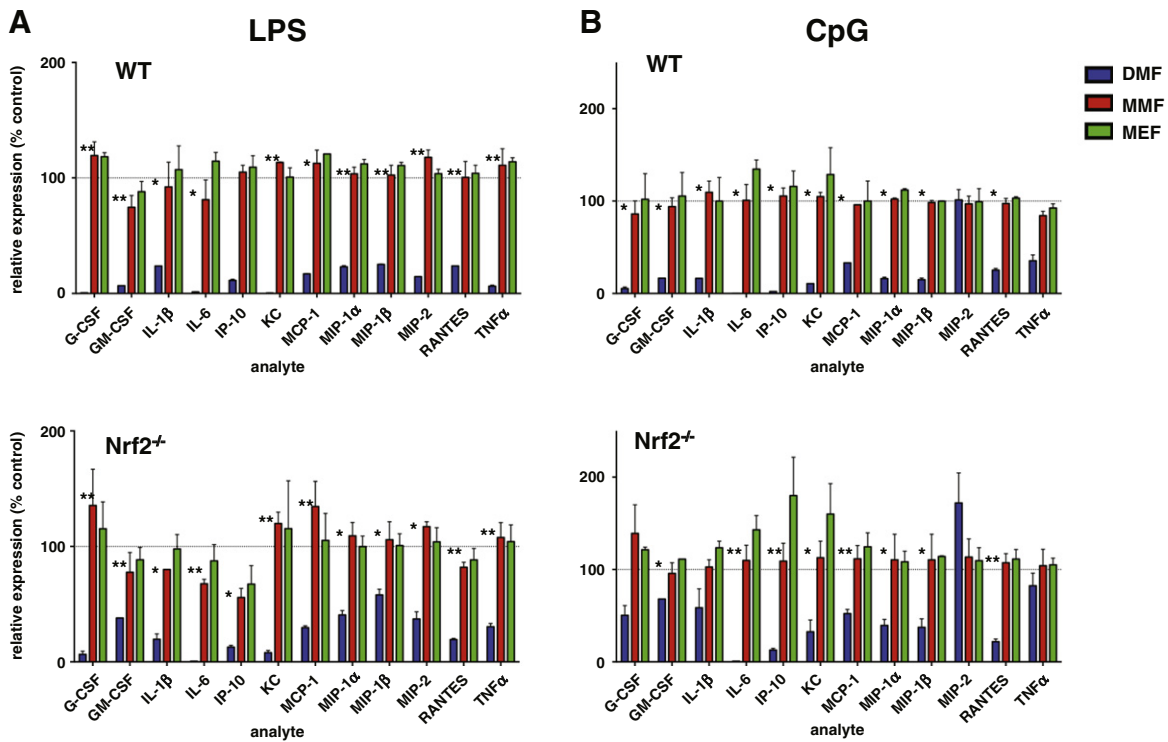 A
LPS
B
CpG
WT
relative expression (% control)
200
100
0
** ** * * ** * ** ** ** ** **
G-CSF GM-CSF IL-1β IL-6 IP-10 KC MCP-1 MIP-1α MIP-1β MIP-2 RANTES TNFα
analyte
WT
200
100
0
* * * * * * * * * *
G-CSF GM-CSF IL-1β IL-6 IP-10 KC MCP-1 MIP-1α MIP-1β MIP-2 RANTES TNFα
analyte
DMF
MMF
MEF
Nrf2-/-
relative expression (% control)
200
100
0
** ** * ** * ** ** * * * ** **
G-CSF GM-CSF IL-1β IL-6 IP-10 KC MCP-1 MIP-1α MIP-1β MIP-2 RANTES TNFα
analyte
Nrf2-/-
200
100
0
* ** ** * ** * * **
G-CSF GM-CSF IL-1β IL-6 IP-10 KC MCP-1 MIP-1α MIP-1β MIP-2 RANTES TNFα
analyte